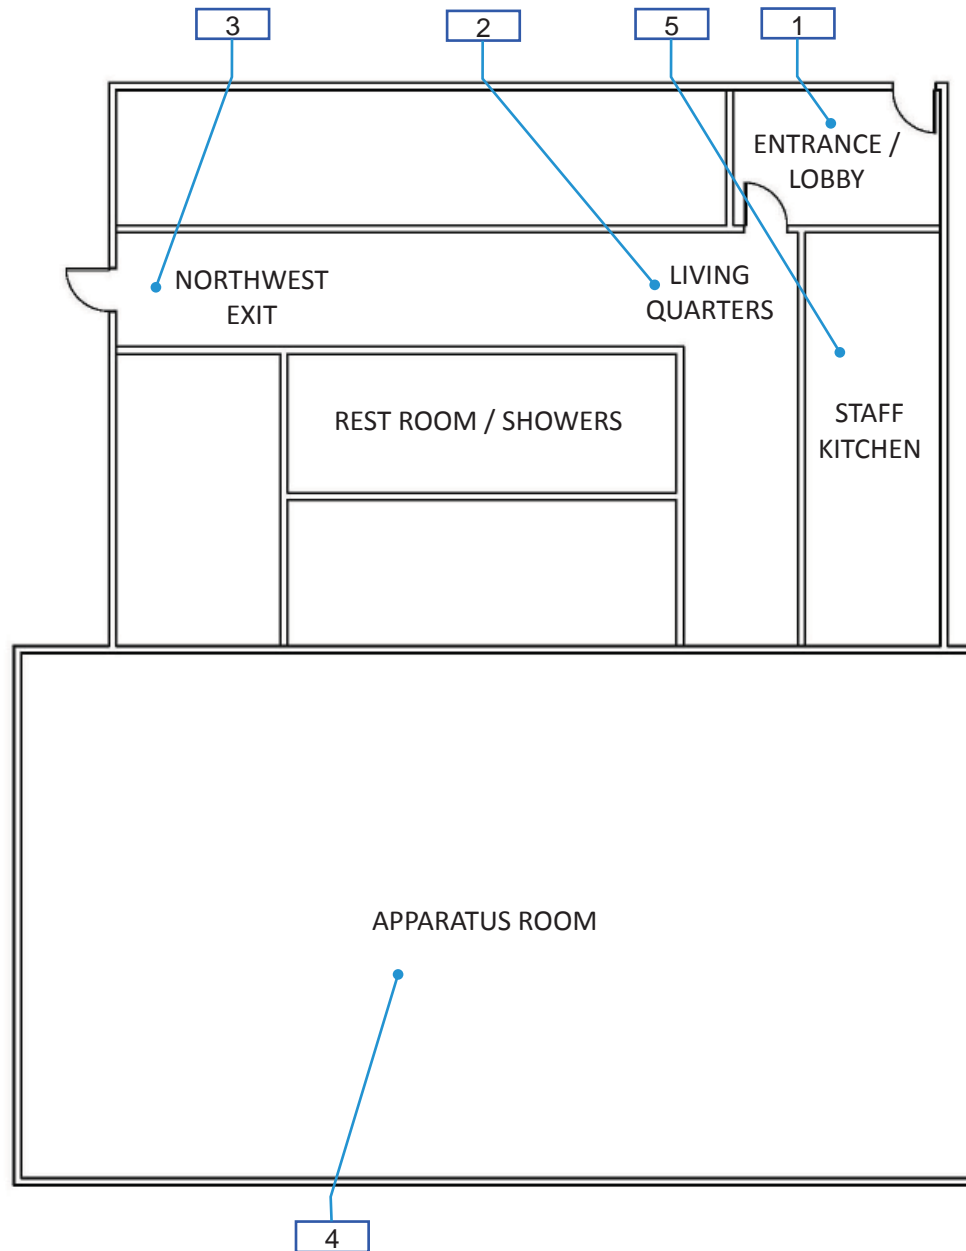 3
2
5
1
ENTRANCE /
LOBBY
NORTHWEST
EXIT
LIVING
QUARTERS
REST ROOM / SHOWERS
STAFF
KITCHEN
APPARATUS ROOM
4